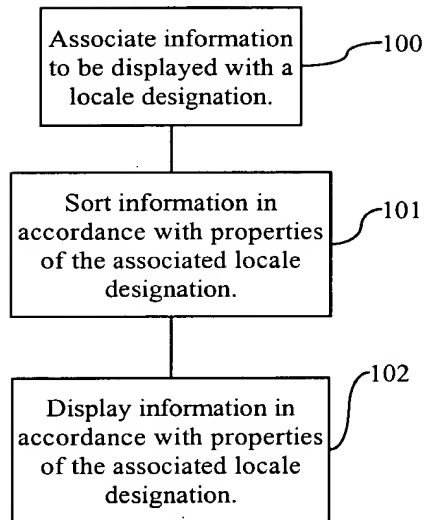 Associate information
to be displayed with a
locale designation.
100
Sort information in
accordance with properties
of the associated locale
designation.
101
Display information in
accordance with properties
of the associated locale
designation.
102